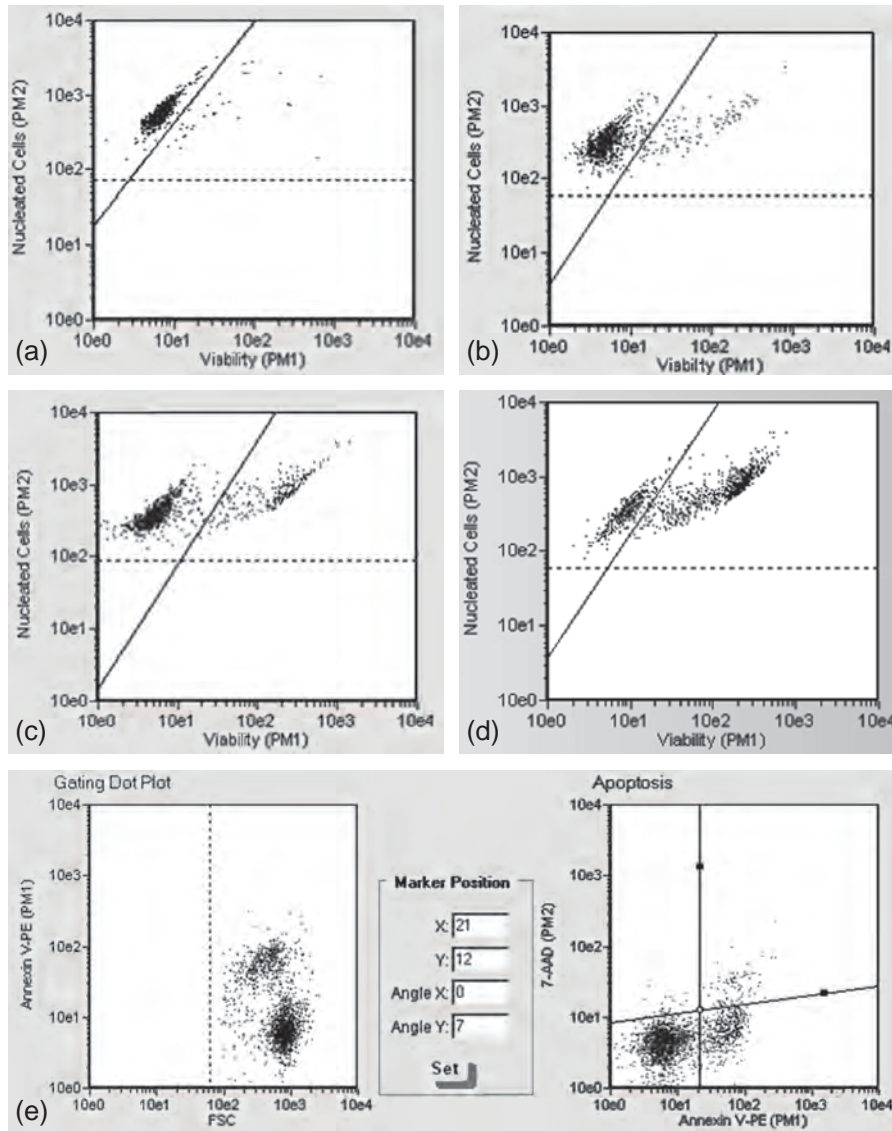 10e4
10e3
10e2
10e1
10e0
Nucleated Cells (PM2)
10e0 10e1 10e2 10e3 10e4
Viability (PM1)
(a)
10e4
10e3
10e2
10e1
10e0
Nucleated Cells (PM2)
10e0 10e1 10e2 10e3 10e4
Viabilty (PM1)
(b)
10e4
10e3
10e2
10e1
10e0
Nucleated Cells (PM2)
10e0 10e1 10e2 10e3 10e4
Viability (PM1)
(c)
10e4
10e3
10e2
10e1
10e0
Nucleated Cells (PM2)
10e0 10e1 10e2 10e3 10e4
Viability (PM1)
(d)
Gating Dot Plot
10e4
10e3
10e2
10e1
10e0
Annexin V-PE (PM1)
10e0 10e1 10e2 10e3 10e4
FSC
(e)
Marker Position
X: 21
Y: 12
Angle X: 0
Angle Y: 7
Set
Apoptosis
10e4
10e3
10e2
10e1
10e0
7-AAD (PM2)
10e0 10e1 10e2 10e3 10e4
Annexin V-PE (PM1)